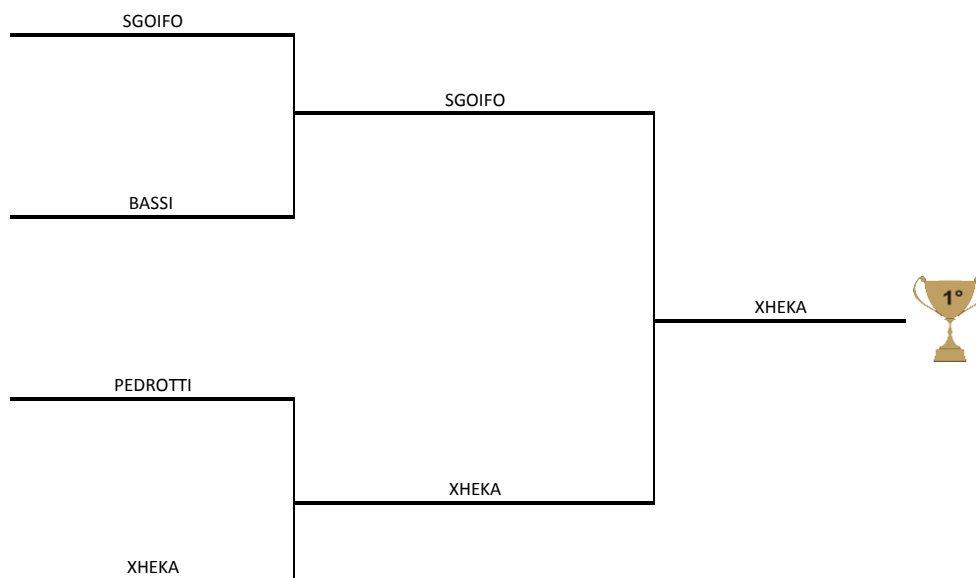 SGOIFO
SGOIFO
BASSI
1°
XHEKA
PEDROTTI
XHEKA
XHEKA